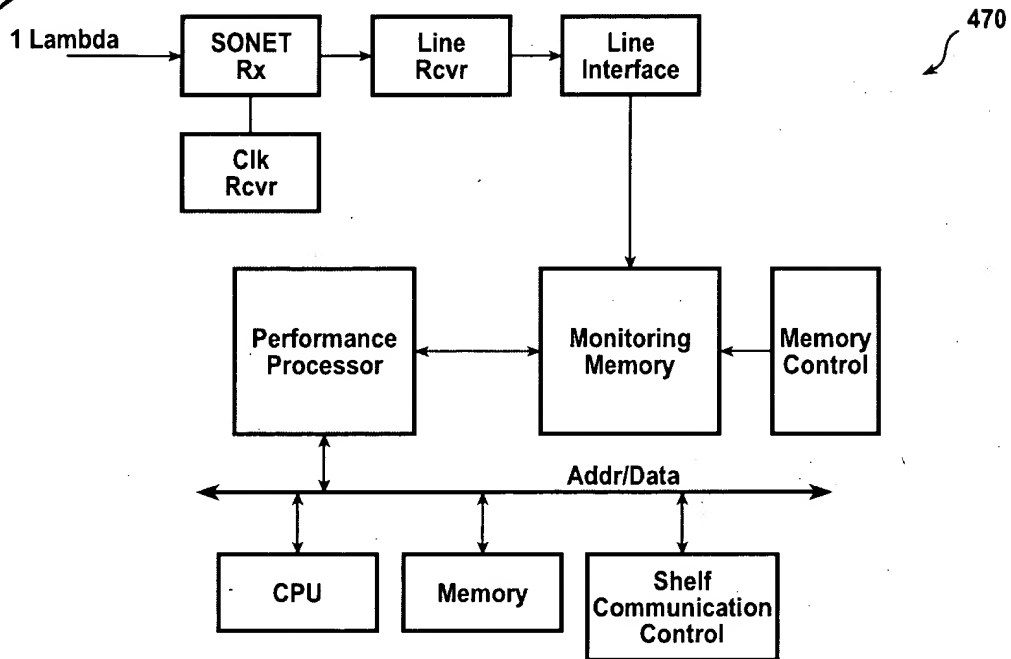 470
1 Lambda
SONET
Rx
Line
Rcvr
Line
Interface
Clk
Rcvr
Performance
Processor
Monitoring
Memory
Memory
Control
Addr/Data
CPU
Memory
Shelf
Communication
Control